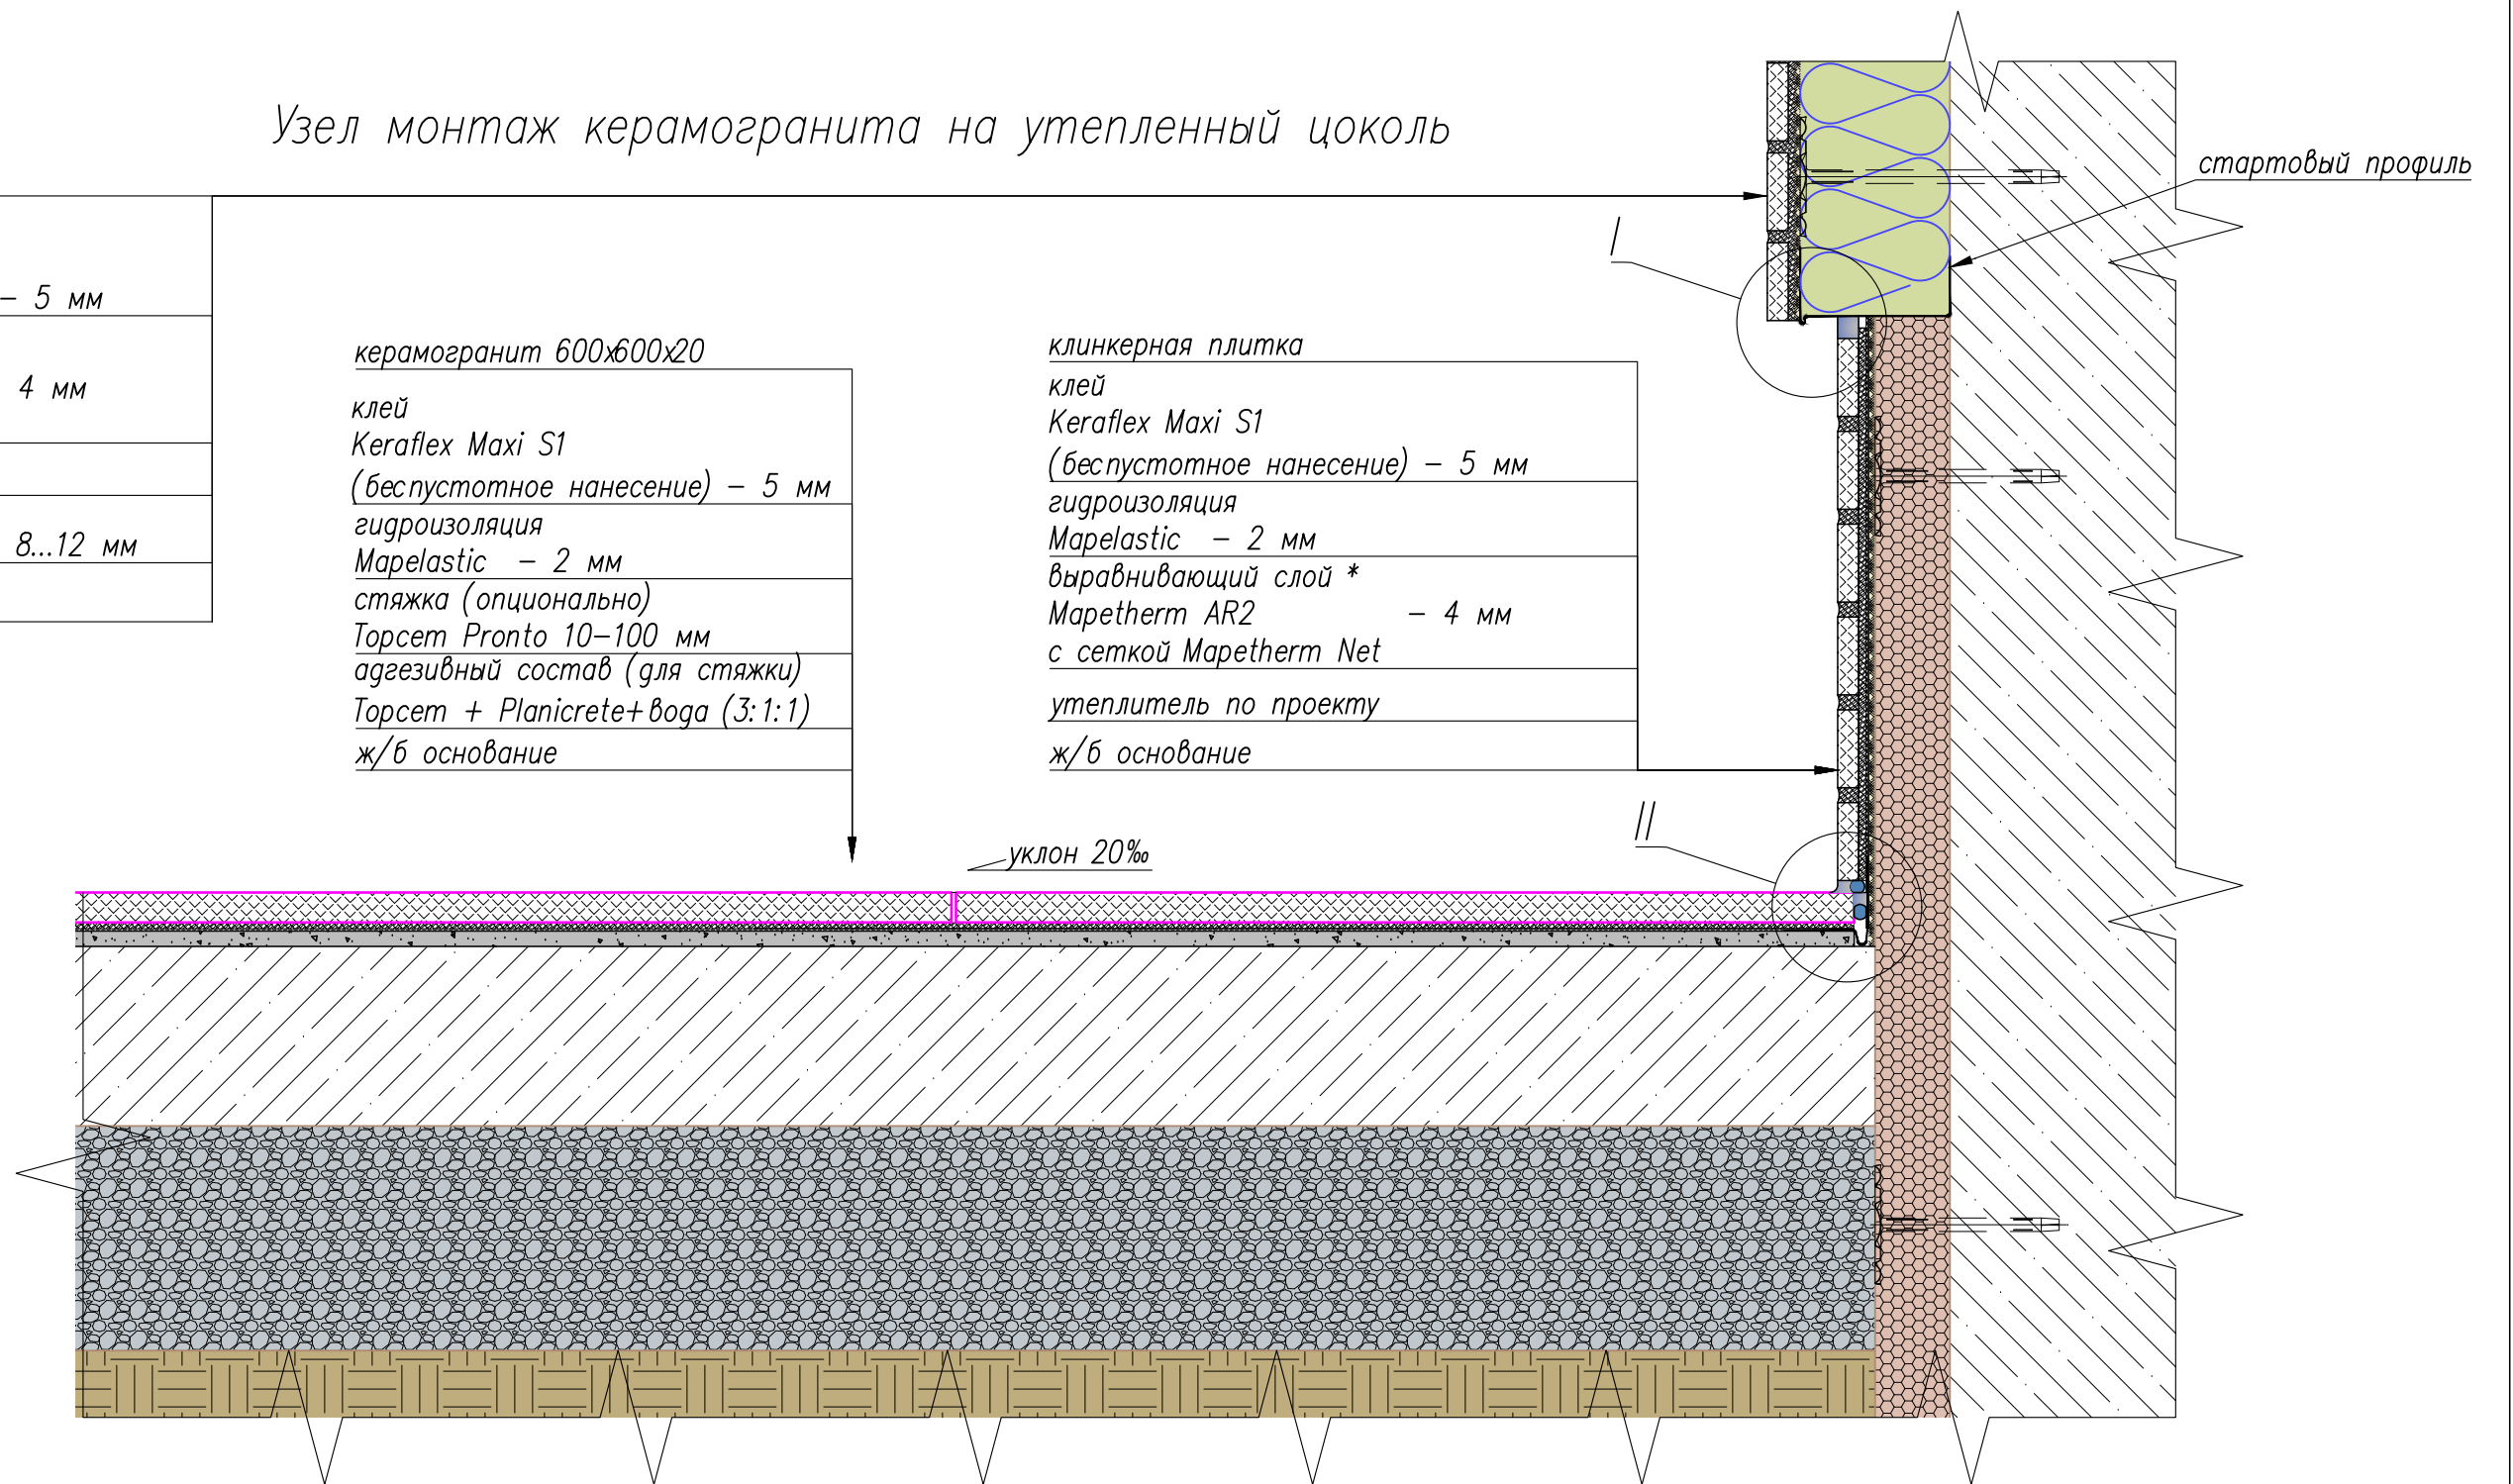 Узел монтаж керамогранита на утепленный цоколь
стартовый профиль
I
– 5 мм
4 мм
8...12 мм
керамогранит 600х600х20
клей
Keraflex Maxi S1
(беспустотное нанесение) – 5 мм
гидроизоляция
Mapelastic – 2 мм
стяжка (опционально)
Topcem Pronto 10–100 мм
адгезивный состав (для стяжки)
Topcem + Planicrete+вода (3:1:1)
ж/б основание
клинкерная плитка
клей
Keraflex Maxi S1
(беспустотное нанесение) – 5 мм
гидроизоляция
Mapelastic – 2 мм
выравнивающий слой *
Mapetherm AR2 – 4 мм
с сеткой Mapetherm Net
утеплитель по проекту
ж/б основание
II
уклон 20‰